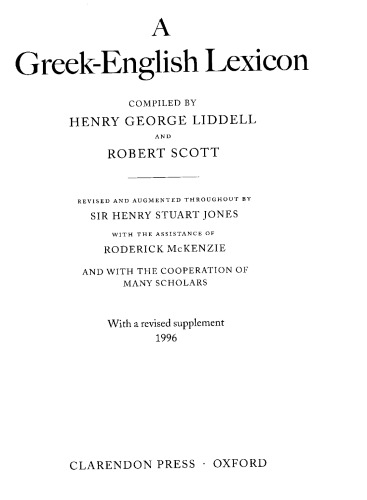 A
Greek-English Lexicon
COMPILED BY
HENRY GEORGE LIDDELL
AND
ROBERT SCOTT
REVISED AND AUGMENTED THROUGHOUT BY
SIR HENRY STUART JONES
WITH THE ASSISTANCE OF
RODERICK McKENZIE
AND WITH THE COOPERATION OF
MANY SCHOLARS
With a revised supplement
1996
CLARENDON PRESS · OXFORD